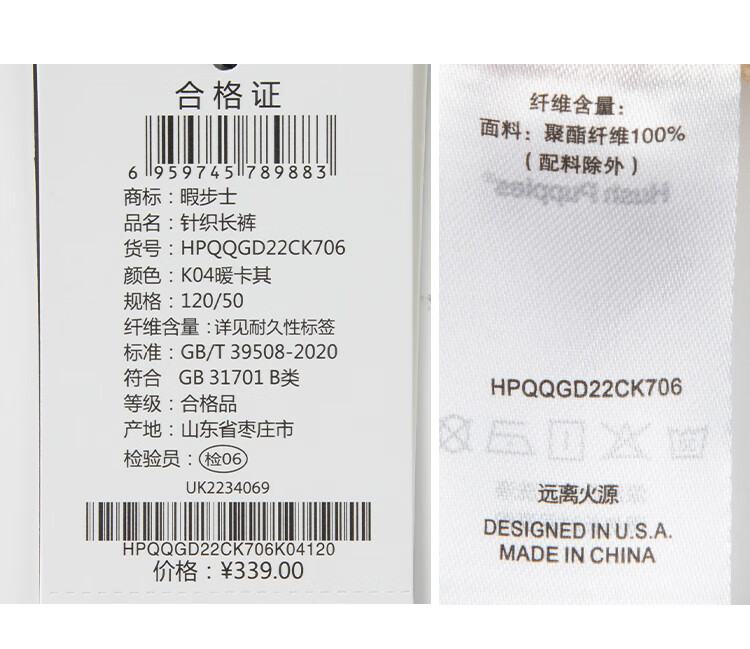 合格证
6 959745 789883
商标：暇步士
品名：针织长裤
货号：HPQQGD22CK706
颜色：K04暖卡其
规格：120/50
纤维含量：详见耐久性标签
标准：GB/T 39508-2020
符合 GB 31701 B类
等级：合格品
产地：山东省枣庄市
检验员：检06
UK2234069
HPQQGD22CK706K04120
价格：¥339.00
纤维含量：
面料：聚酯纤维100%
（配料除外）
Hush Puppies®
HPQQGD22CK706
远离火源
DESIGNED IN U.S.A.
MADE IN CHINA